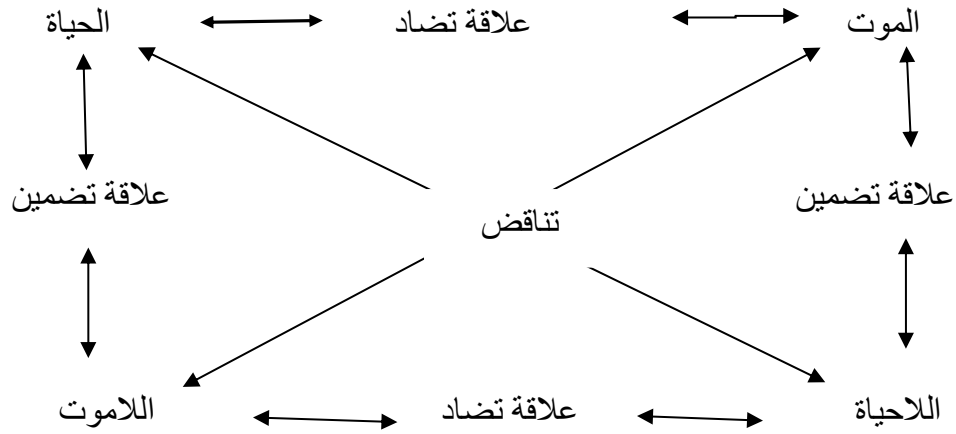 الموت علاقة تضاد الحياة
علاقة تضمين علاقة تضمين
تناقض
اللاحياة علاقة تضاد اللاموت